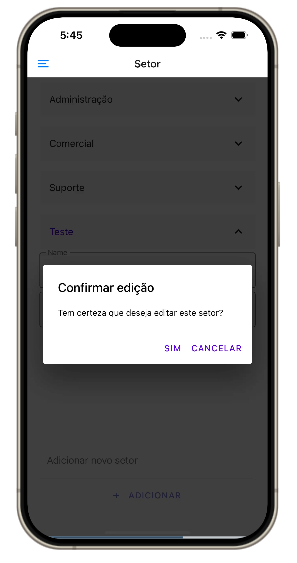 5:45
Setor
Administração
Comercial
Suporte
Teste
Nome
Confirmar edição
Tem certeza que deseja editar este setor?
SIM CANCELAR
Adicionar novo setor
+ ADICIONAR